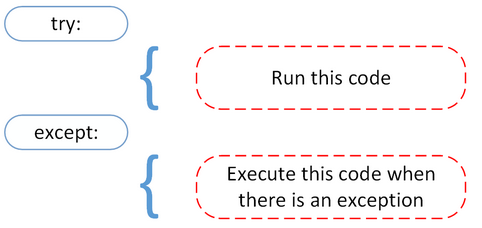 try:
Run this code
except:
Execute this code when
there is an exception